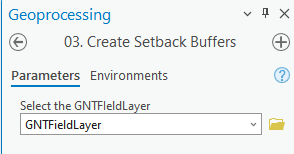 Geoprocessing
03. Create Setback Buffers
Parameters Environments
Select the GNTFIeldLayer
GNTFieldLayer